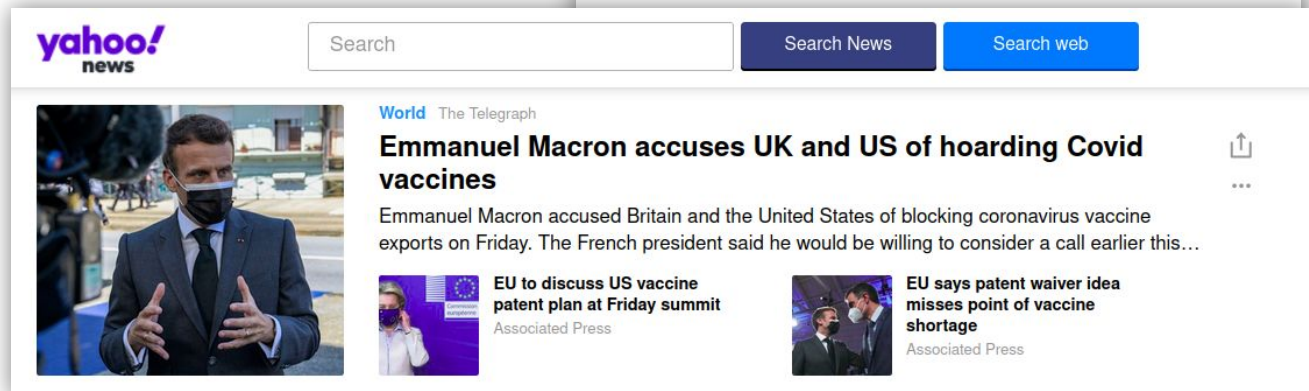 yahoo!
news
Search
Search News
Search web
World The Telegraph
Emmanuel Macron accuses UK and US of hoarding Covid
vaccines
Emmanuel Macron accused Britain and the United States of blocking coronavirus vaccine
exports on Friday. The French president said he would be willing to consider a call earlier this…
EU to discuss US vaccine
patent plan at Friday summit
Associated Press
EU says patent waiver idea
misses point of vaccine
shortage
Associated Press